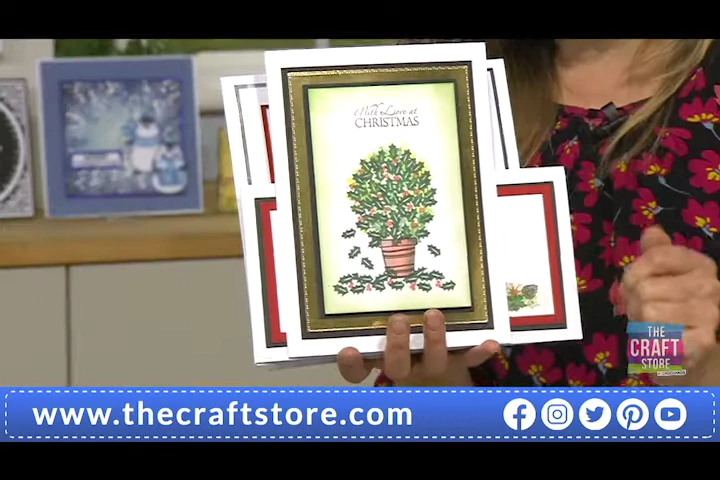 With Love at
CHRISTMAS
THE
CRAFT
STORE
www.thecraftstore.com